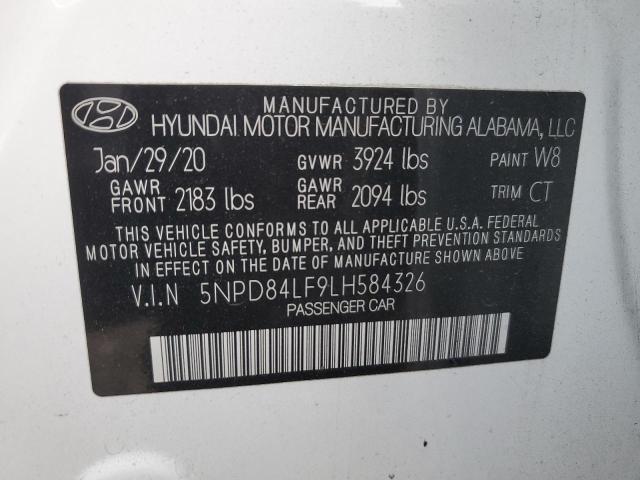 MANUFACTURED BY
HYUNDAI MOTOR MANUFACTURING ALABAMA, LLC
Jan/29/20 GVWR 3924 lbs PAINT W8
GAWR FRONT 2183 lbs GAWR REAR 2094 lbs TRIM CT
THIS VEHICLE CONFORMS TO ALL APPLICABLE U.S.A. FEDERAL
MOTOR VEHICLE SAFETY, BUMPER, AND THEFT PREVENTION STANDARDS
IN EFFECT ON THE DATE OF MANUFACTURE SHOWN ABOVE.
V.I.N 5NPD84LF9LH584326
PASSENGER CAR